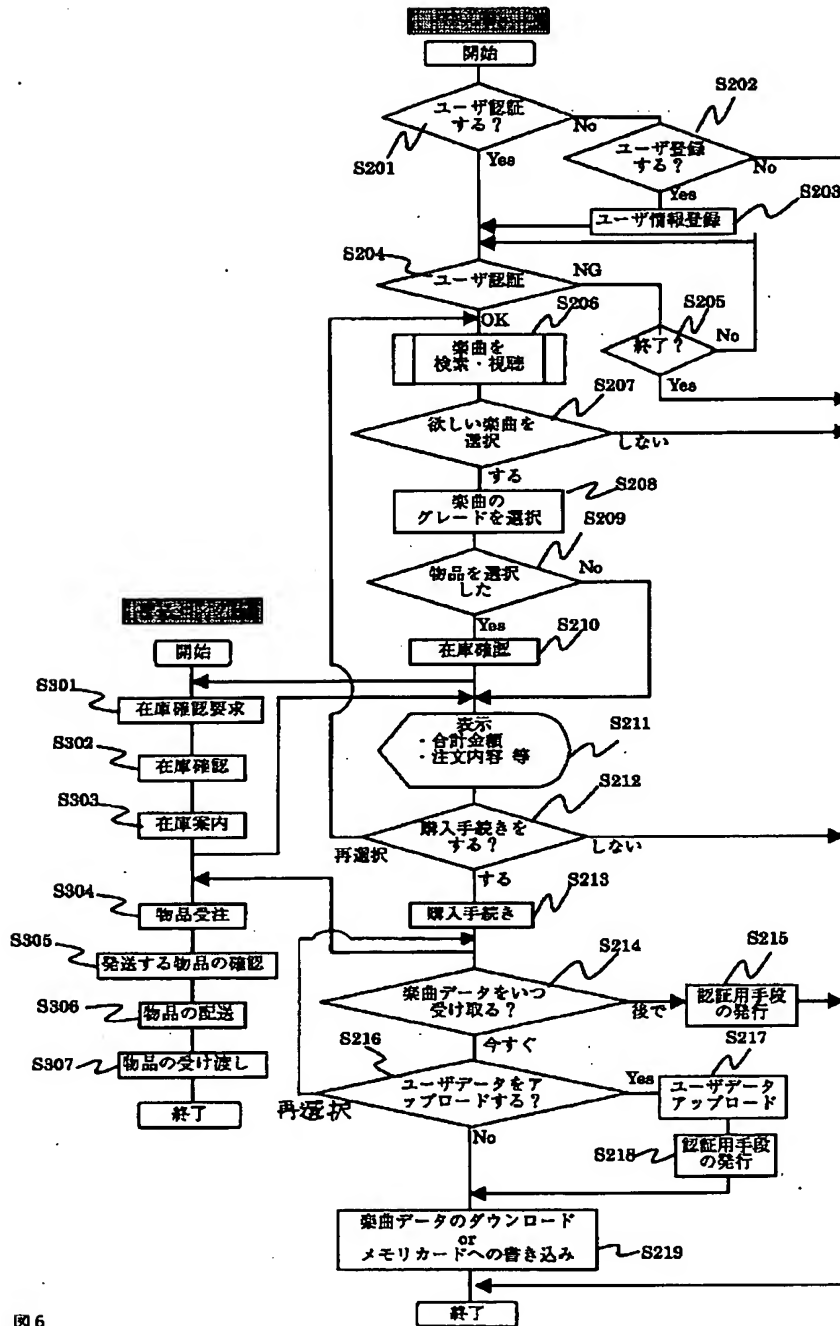 開始
ユーザ認証
する？
S201
No
Yes
S202
ユーザ登録
する？
No
Yes
S203
ユーザ情報登録
S204
ユーザ認証
NG
OK
S205
終了？
No
Yes
S206
楽曲を
検索・視聴
S207
欲しい楽曲を
選択
しない
する
S208
楽曲の
グレードを選択
S209
物品を選択
した
No
Yes
S210
在庫確認
開始
S301
在庫確認要求
S302
在庫確認
S303
在庫案内
S304
物品受注
S305
発送する物品の確認
S306
物品の配送
S307
物品の受け渡し
終了
表示
・合計金額
・注文内容 等
S211
S212
購入手続きを
する？
再選択
しない
する
S213
購入手続き
S214
楽曲データをいつ
受け取る？
後で
今すぐ
S215
認証用手段
の発行
S216
ユーザデータをア
ップロードする？
再選択
Yes
No
S217
ユーザデータ
アップロード
S218
認証用手段
の発行
楽曲データのダウンロード
or
メモリカードへの書き込み
S219
終了
図6